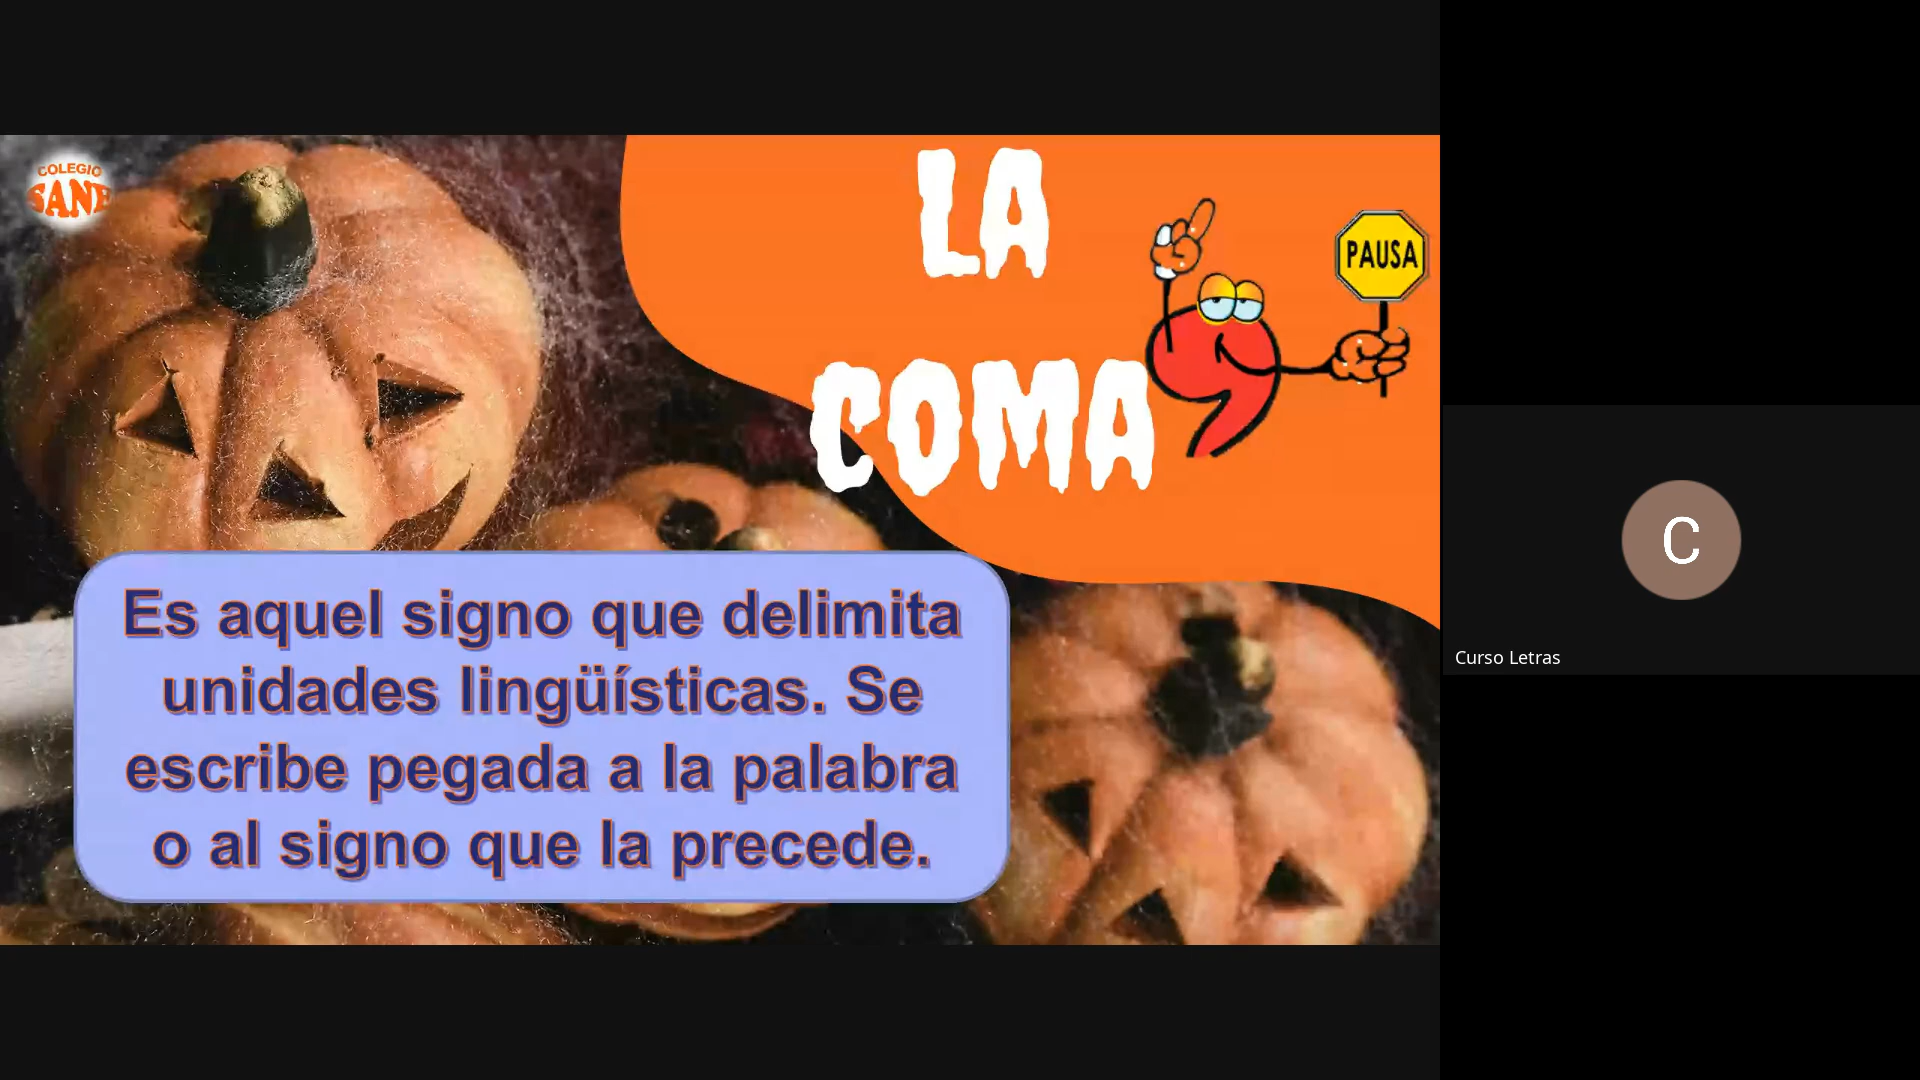 COLEGIO
LA
COMA
PAUSA
Es aquel signo que delimita
unidades lingüísticas. Se
escribe pegada a la palabra
o al signo que la precede.
C
Curso Letras